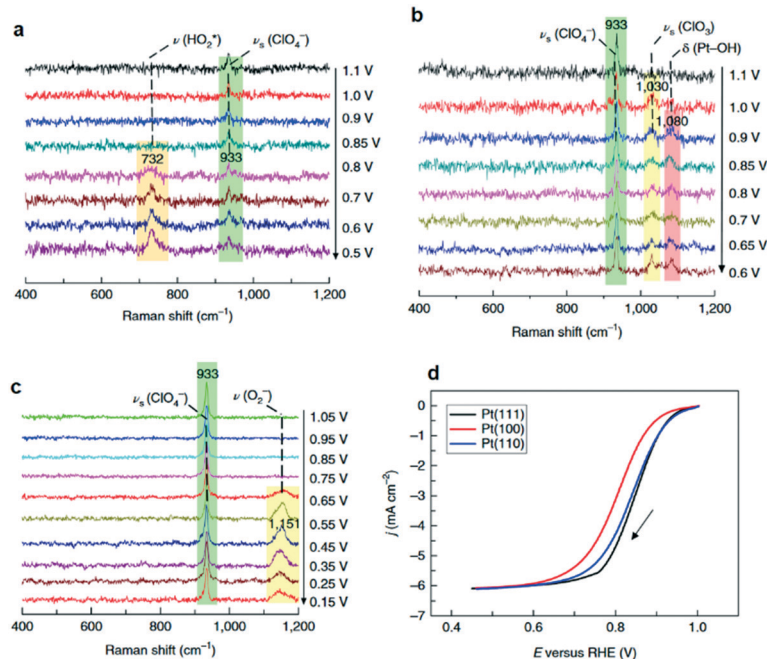 a
ν (HO₂*)
νs (ClO₄⁻)
1.1 V
1.0 V
0.9 V
0.85 V
732
933
0.8 V
0.7 V
0.6 V
0.5 V
400 600 800 1,000 1,200
Raman shift (cm⁻¹)
b
933
νs (ClO₄⁻)
νs (ClO₃)
δ (Pt–OH)
1.1 V
1,030
1.0 V
1,080
0.9 V
0.85 V
0.8 V
0.7 V
0.65 V
0.6 V
400 600 800 1,000 1,200
Raman shift (cm⁻¹)
c
933
νs (ClO₄⁻)
ν (O₂⁻)
1.05 V
0.95 V
0.85 V
0.75 V
0.65 V
0.55 V
1,151
0.45 V
0.35 V
0.25 V
0.15 V
400 600 800 1,000 1,200
Raman shift (cm⁻¹)
d
Pt(111)
Pt(100)
Pt(110)
0
−1
−2
−3
−4
−5
−6
−7
j (mA cm⁻²)
0.4 0.6 0.8 1.0
E versus RHE (V)